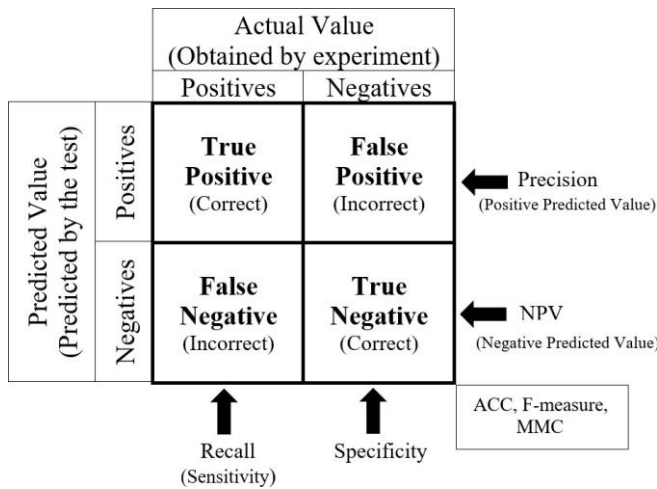 Actual Value
(Obtained by experiment)
Positives
Negatives
Predicted Value
(Predicted by the test)
Positives
True
Positive
(Correct)
False
Positive
(Incorrect)
Precision
(Positive Predicted Value)
Negatives
False
Negative
(Incorrect)
True
Negative
(Correct)
NPV
(Negative Predicted Value)
Recall
(Sensitivity)
Specificity
ACC, F-measure,
MMC